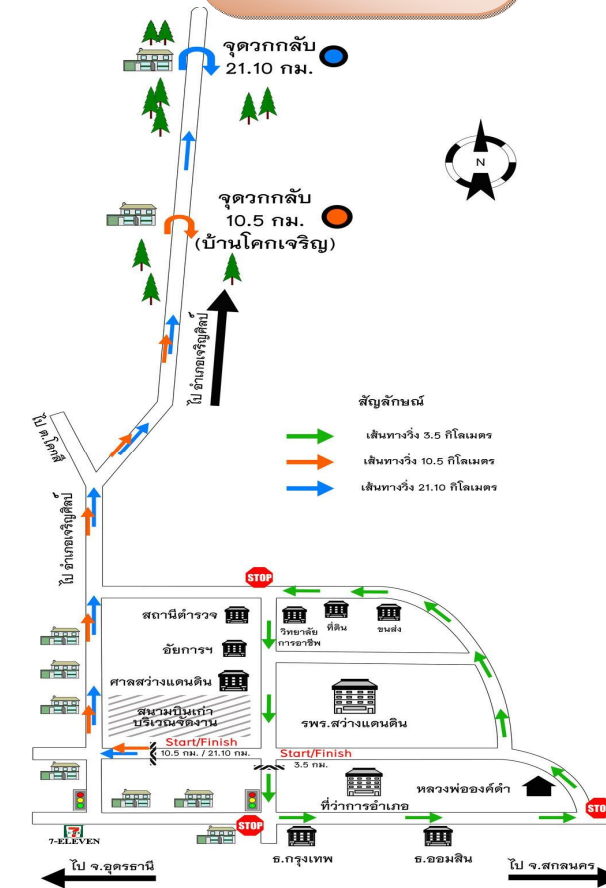 จุดวกกลับ
21.10 กม.
N
จุดวกกลับ
10.5 กม.
(บ้านโคกเจริญ)
ไป อำเภอเจริญศิลป์
สัญลักษณ์
เส้นทางวิ่ง 3.5 กิโลเมตร
เส้นทางวิ่ง 10.5 กิโลเมตร
เส้นทางวิ่ง 21.10 กิโลเมตร
ไป ต.โคกสี
ไป อำเภอเจริญศิลป์
STOP
สถานีตำรวจ
วิทยาลัย
การอาชีพ
ที่ดิน
ขนส่ง
อัยการฯ
ศาลสว่างแดนดิน
สนามบินเก่า
บริเวณจัดงาน
รพร.สว่างแดนดิน
Start/Finish
10.5 กม. / 21.10 กม.
Start/Finish
3.5 กม.
ที่ว่าการอำเภอ
หลวงพ่อองค์ดำ
STOP
STOP
7-ELEVEN
ธ.กรุงเทพ
ธ.ออมสิน
ไป จ.อุดรธานี
ไป จ.สกลนคร